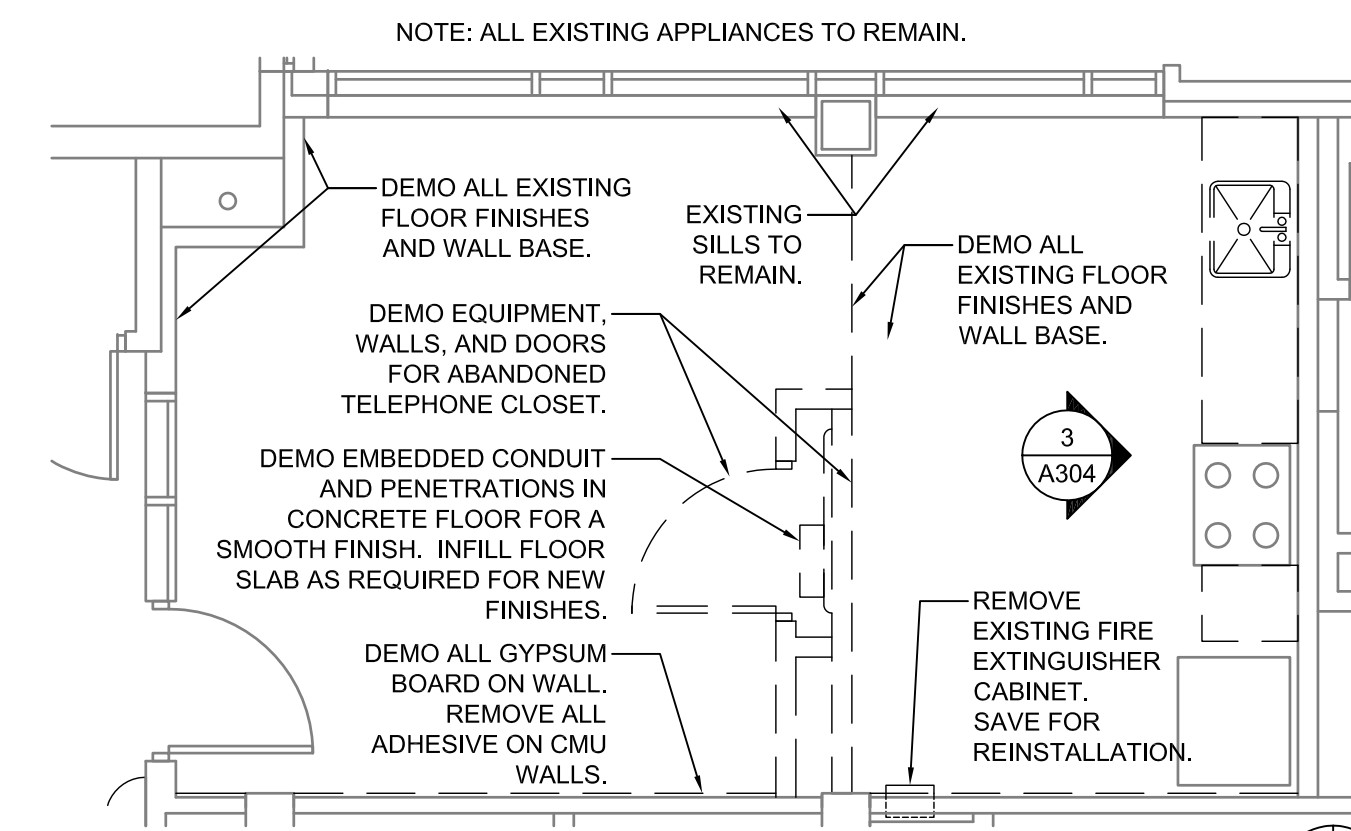 NOTE: ALL EXISTING APPLIANCES TO REMAIN.
DEMO ALL EXISTING
FLOOR FINISHES
AND WALL BASE.
EXISTING
SILLS TO
REMAIN.
DEMO ALL
EXISTING FLOOR
FINISHES AND
WALL BASE.
DEMO EQUIPMENT,
WALLS, AND DOORS
FOR ABANDONED
TELEPHONE CLOSET.
3
A304
DEMO EMBEDDED CONDUIT
AND PENETRATIONS IN
CONCRETE FLOOR FOR A
SMOOTH FINISH. INFILL FLOOR
SLAB AS REQUIRED FOR NEW
FINISHES.
REMOVE
EXISTING FIRE
EXTINGUISHER
CABINET.
SAVE FOR
REINSTALLATION.
DEMO ALL GYPSUM
BOARD ON WALL.
REMOVE ALL
ADHESIVE ON CMU
WALLS.